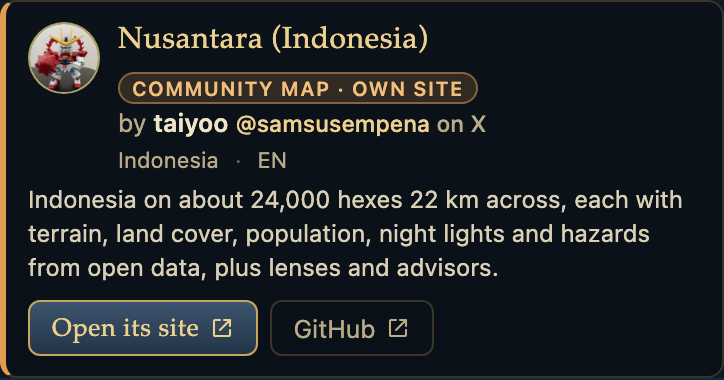 Nusantara (Indonesia)
COMMUNITY MAP · OWN SITE
by taiyoo @samsusempena on X
Indonesia · EN
Indonesia on about 24,000 hexes 22 km across, each with
terrain, land cover, population, night lights and hazards
from open data, plus lenses and advisors.
Open its site
GitHub